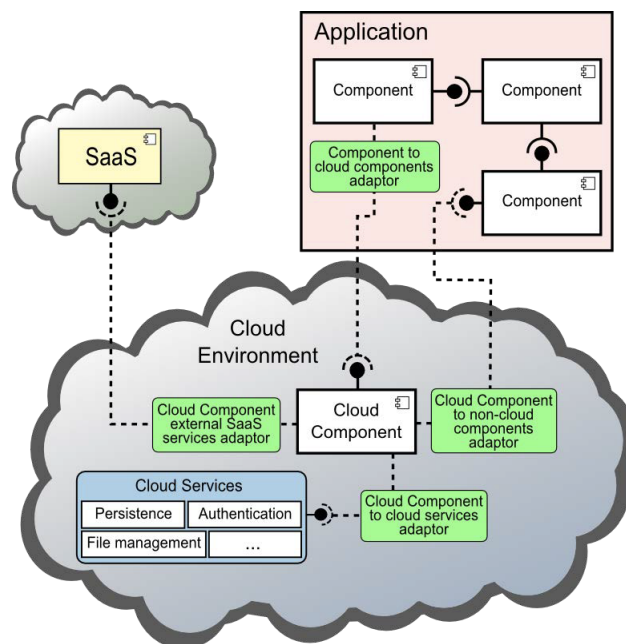 Application
Component
Component
SaaS
Component to
cloud components
adaptor
Component
Cloud
Environment
Cloud Component
external SaaS
services adaptor
Cloud
Component
Cloud Component
to non-cloud
components
adaptor
Cloud Services
Persistence
Authentication
File management
...
Cloud Component
to cloud services
adaptor